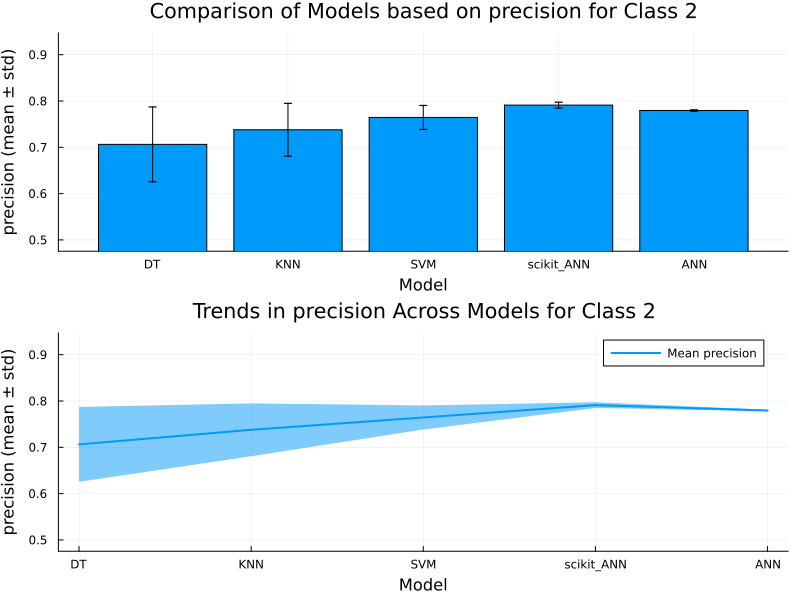 Comparison of Models based on precision for Class 2
precision (mean ± std)
0.9
0.8
0.7
0.6
0.5
DT KNN SVM scikit_ANN ANN
Model
Trends in precision Across Models for Class 2
precision (mean ± std)
0.9
0.8
0.7
0.6
0.5
Mean precision
DT KNN SVM scikit_ANN ANN
Model